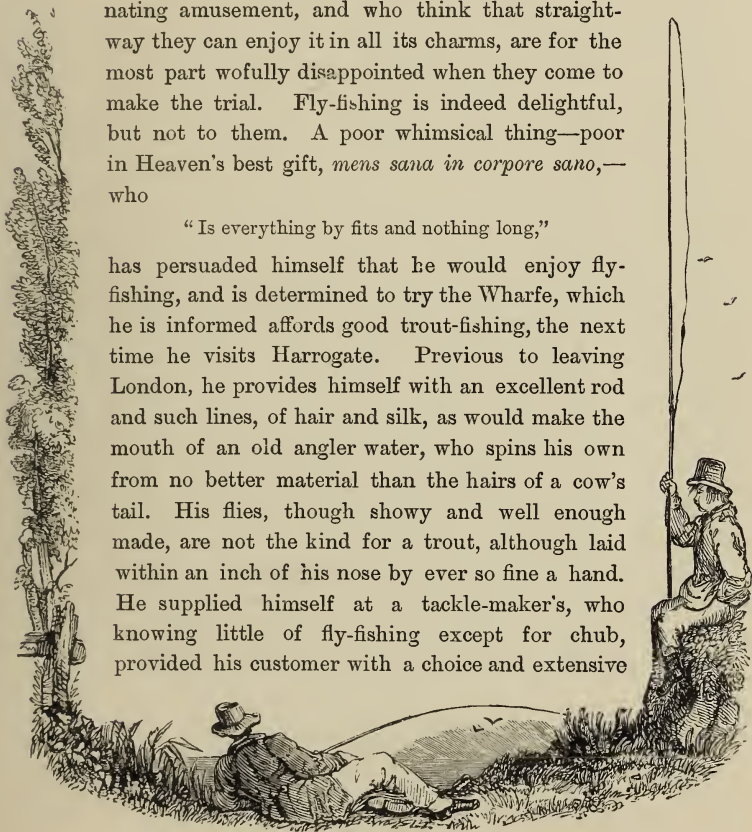 nating amusement, and who think that straight-
way they can enjoy it in all its charms, are for the
most part wofully disappointed when they come to
make the trial. Fly-fishing is indeed delightful,
but not to them. A poor whimsical thing—poor
in Heaven's best gift, mens sana in corpore sano,—
who
“Is everything by fits and nothing long,”
has persuaded himself that he would enjoy fly-
fishing, and is determined to try the Wharfe, which
he is informed affords good trout-fishing, the next
time he visits Harrogate. Previous to leaving
London, he provides himself with an excellent rod
and such lines, of hair and silk, as would make the
mouth of an old angler water, who spins his own
from no better material than the hairs of a cow's
tail. His flies, though showy and well enough
made, are not the kind for a trout, although laid
within an inch of his nose by ever so fine a hand.
He supplied himself at a tackle-maker's, who
knowing little of fly-fishing except for chub,
provided his customer with a choice and extensive